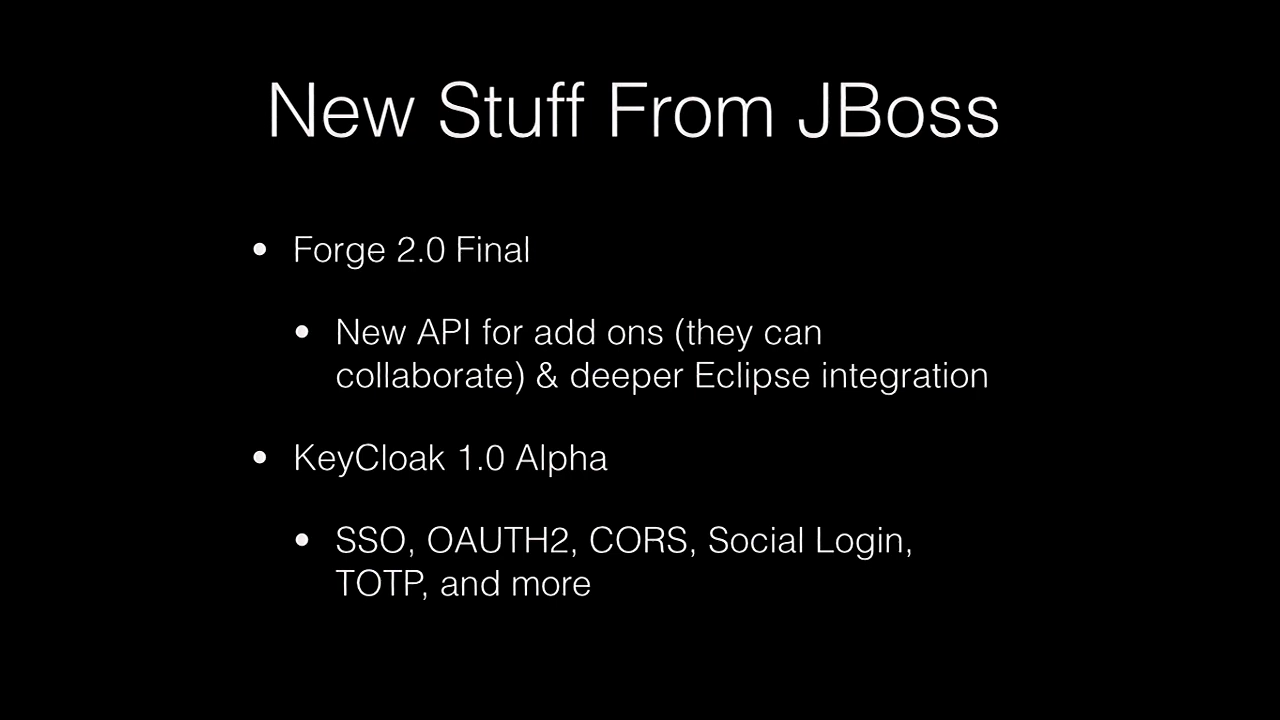 New Stuff From JBoss
• Forge 2.0 Final
• New API for add ons (they can
collaborate) & deeper Eclipse integration
• KeyCloak 1.0 Alpha
• SSO, OAUTH2, CORS, Social Login,
TOTP, and more